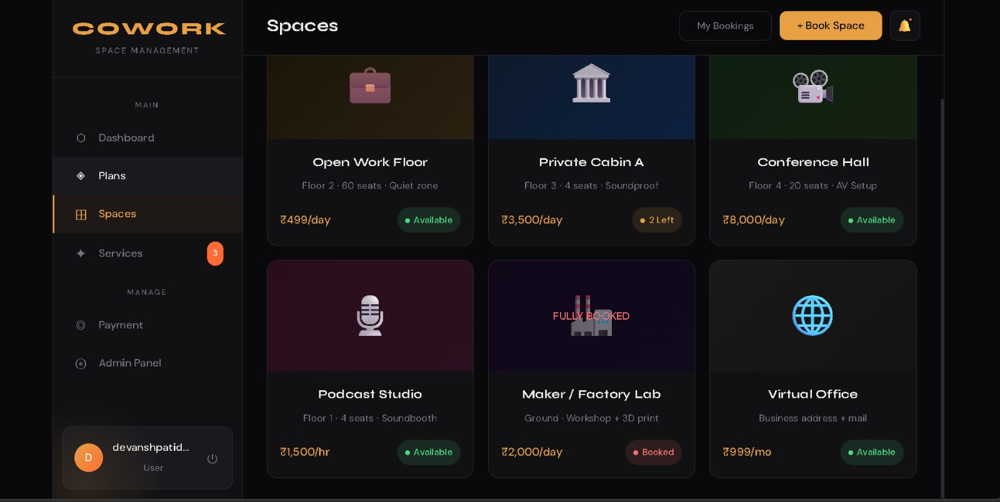 COWORK
SPACE MANAGEMENT
MAIN
Dashboard
Plans
Spaces
Services 3
MANAGE
Payment
Admin Panel
D
devanshpatid...
User
Spaces
My Bookings
+ Book Space
Open Work Floor
Floor 2 · 60 seats · Quiet zone
₹499/day
Available
Private Cabin A
Floor 3 · 4 seats · Soundproof
₹3,500/day
2 Left
Conference Hall
Floor 4 · 20 seats · AV Setup
₹8,000/day
Available
Podcast Studio
Floor 1 · 4 seats · Soundbooth
₹1,500/hr
Available
FULLY BOOKED
Maker / Factory Lab
Ground · Workshop + 3D print
₹2,000/day
Booked
Virtual Office
Business address + mail
₹999/mo
Available